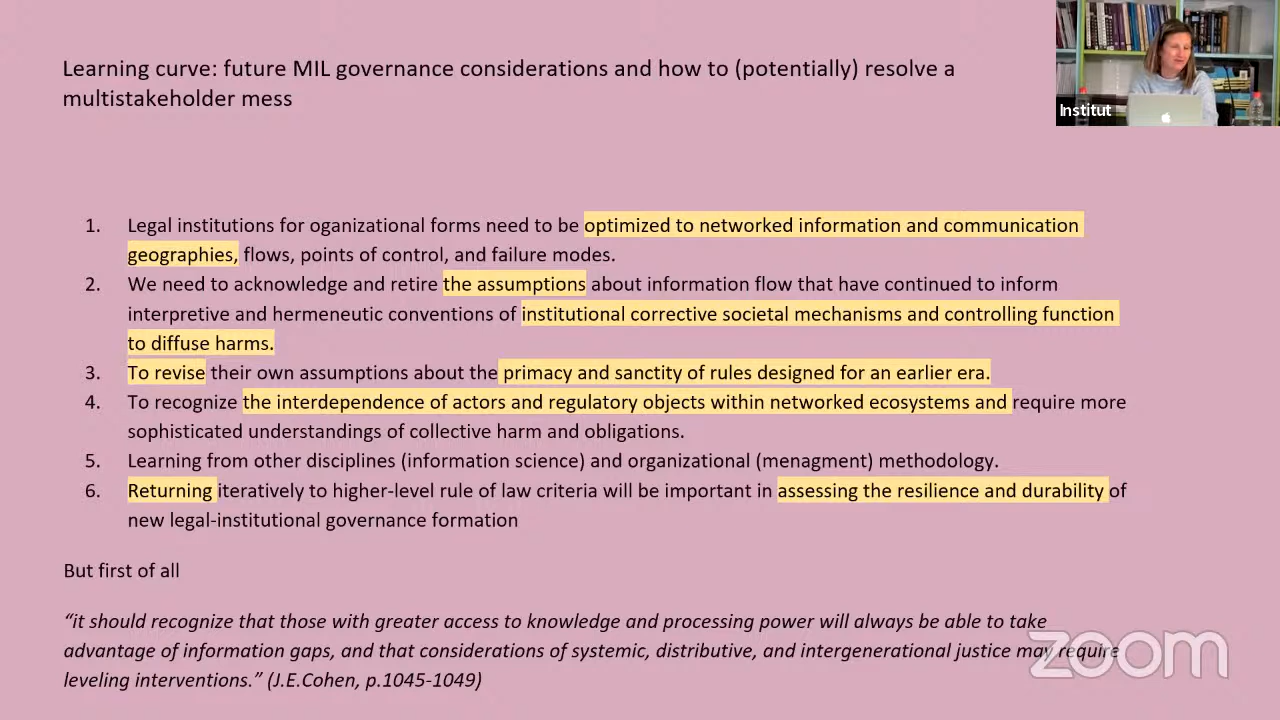 Learning curve: future MIL governance considerations and how to (potentially) resolve a
multistakeholder mess
Institut
1. Legal institutions for oganizational forms need to be optimized to networked information and communication
geographies, flows, points of control, and failure modes.
2. We need to acknowledge and retire the assumptions about information flow that have continued to inform
interpretive and hermeneutic conventions of institutional corrective societal mechanisms and controlling function
to diffuse harms.
3. To revise their own assumptions about the primacy and sanctity of rules designed for an earlier era.
4. To recognize the interdependence of actors and regulatory objects within networked ecosystems and require more
sophisticated understandings of collective harm and obligations.
5. Learning from other disciplines (information science) and organizational (menagment) methodology.
6. Returning iteratively to higher-level rule of law criteria will be important in assessing the resilience and durability of
new legal-institutional governance formation
But first of all
“it should recognize that those with greater access to knowledge and processing power will always be able to take
advantage of information gaps, and that considerations of systemic, distributive, and intergenerational justice may require
leveling interventions.” (J.E.Cohen, p.1045-1049)
zoom